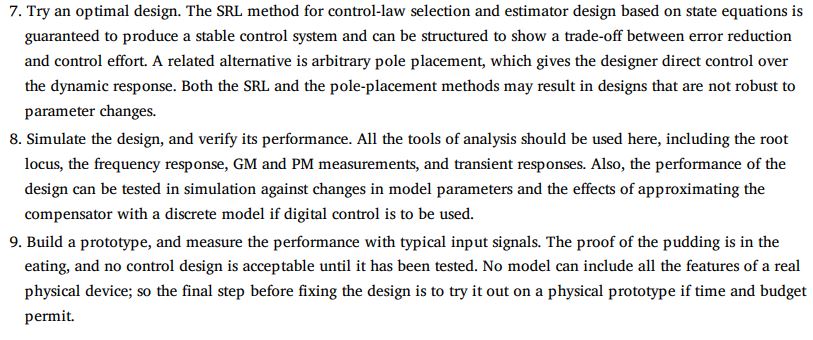 7. Try an optimal design. The SRL method for control-law selection and estimator design based on state equations is
guaranteed to produce a stable control system and can be structured to show a trade-off between error reduction
and control effort. A related alternative is arbitrary pole placement, which gives the designer direct control over
the dynamic response. Both the SRL and the pole-placement methods may result in designs that are not robust to
parameter changes.
8. Simulate the design, and verify its performance. All the tools of analysis should be used here, including the root
locus, the frequency response, GM and PM measurements, and transient responses. Also, the performance of the
design can be tested in simulation against changes in model parameters and the effects of approximating the
compensator with a discrete model if digital control is to be used.
9. Build a prototype, and measure the performance with typical input signals. The proof of the pudding is in the
eating, and no control design is acceptable until it has been tested. No model can include all the features of a real
physical device; so the final step before fixing the design is to try it out on a physical prototype if time and budget
permit.